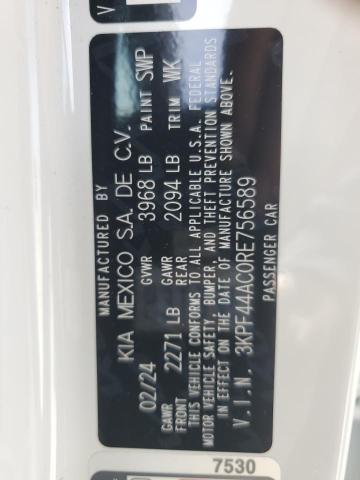 MANUFACTURED BY
KIA MEXICO S.A. DE C.V.
02/24 GVWR 3968 LB PAINT SWP
GAWR FRONT 2271 LB GAWR REAR 2094 LB TRIM WK
THIS VEHICLE CONFORMS TO ALL APPLICABLE U.S.A. FEDERAL
MOTOR VEHICLE SAFETY, BUMPER, AND THEFT PREVENTION STANDARDS
IN EFFECT ON THE DATE OF MANUFACTURE SHOWN ABOVE.
V.I.N. 3KPF44AC0RE756589
PASSENGER CAR
7530
V